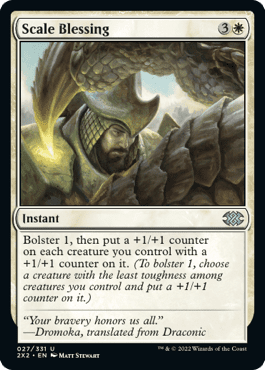 Scale Blessing 3
Instant
Bolster 1, then put a +1/+1 counter
on each creature you control with a
+1/+1 counter on it. (To bolster 1, choose
a creature with the least toughness among
creatures you control and put a +1/+1
counter on it.)
“Your bravery honors us all.”
—Dromoka, translated from Draconic
027/331 U
2X2 • EN MATT STEWART
™ & © 2022 Wizards of the Coast